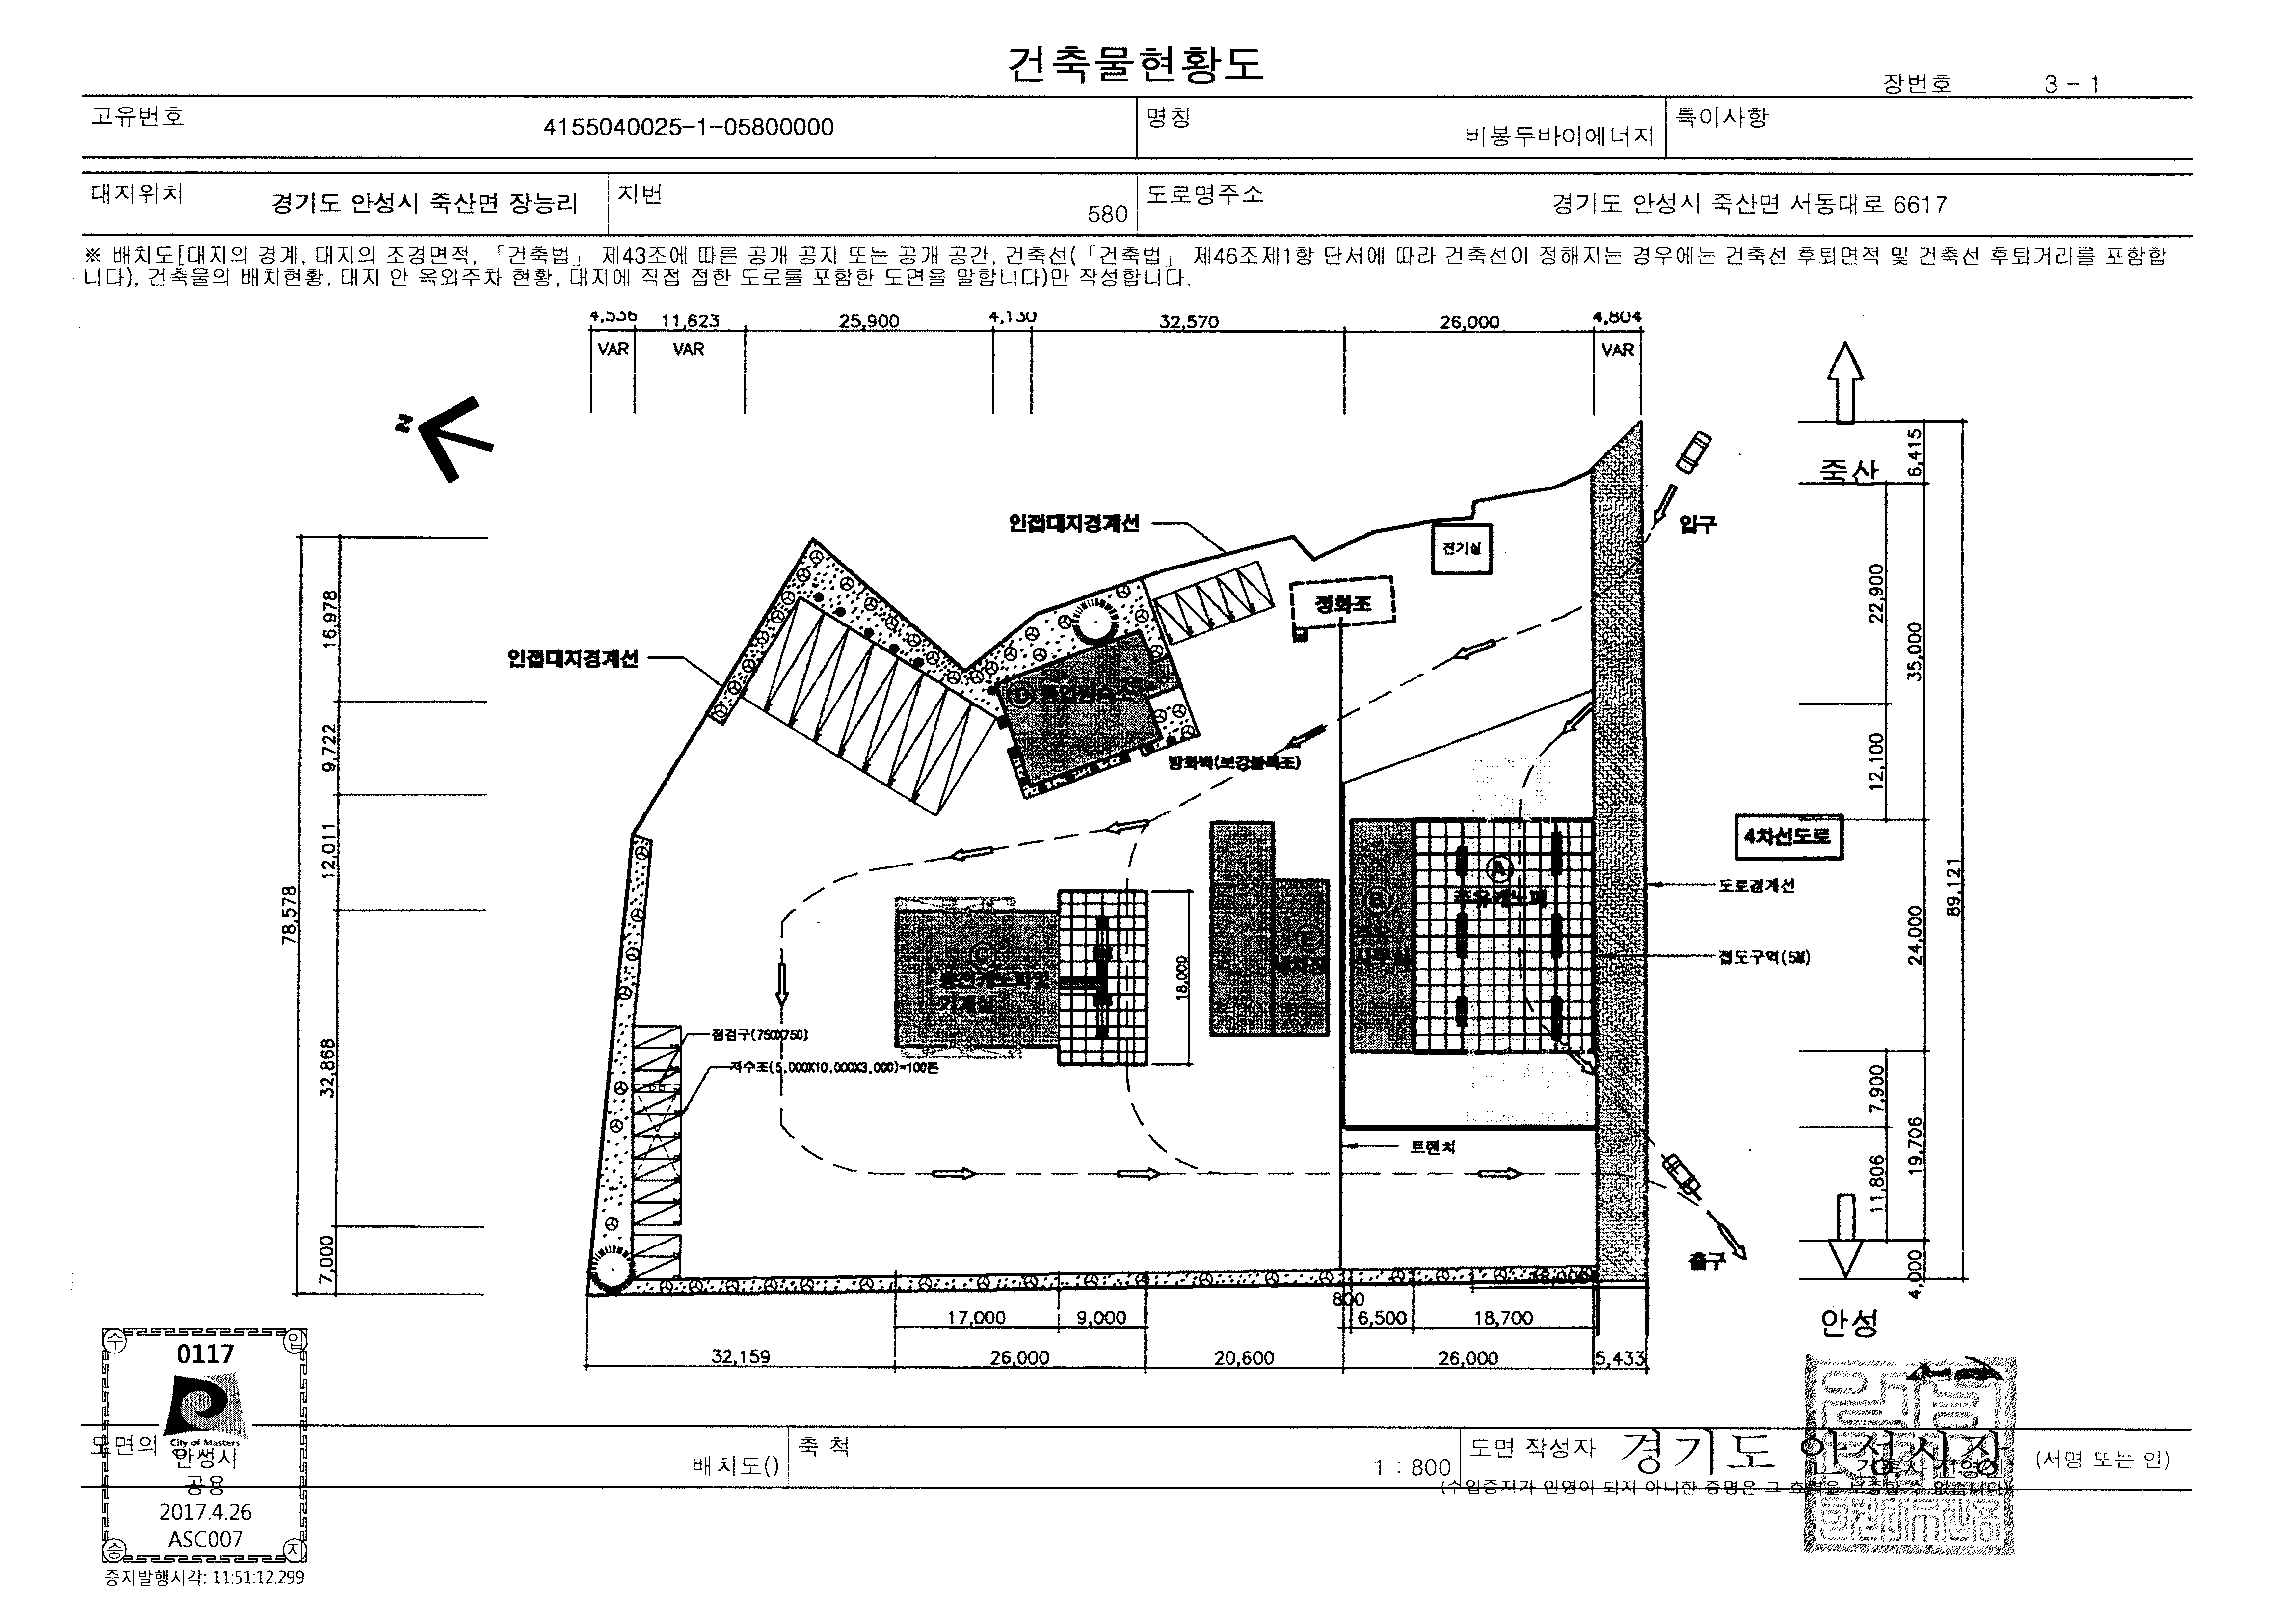 건축물현황도
장번호 3 - 1
고유번호 4155040025-1-05800000 명칭 비봉두바이에너지 특이사항
대지위치 경기도 안성시 죽산면 장능리 지번 580 도로명주소 경기도 안성시 죽산면 서동대로 6617
※ 배치도[대지의 경계, 대지의 조경면적, 「건축법」 제43조에 따른 공개 공지 또는 공개 공간, 건축선(「건축법」 제46조제1항 단서에 따라 건축선이 정해지는 경우에는 건축선 후퇴면적 및 건축선 후퇴거리를 포함합
니다), 건축물의 배치현황, 대지 안 옥외주차 현황, 대지에 직접 접한 도로를 포함한 도면을 말합니다)만 작성합니다.
4,536 11,623 25,900 4,130 32,570 26,000 4,804
VAR VAR VAR
N
죽산
6,415
입구
인접대지경계선
전기실
정화조
22,900
35,000
16,978
인접대지경계선
D
9,722
방화벽(보강블록조)
12,100
4차선도로
12,011
78,578
A
주유캐노피
도로경계선
B
사무실
E
세차장
89,121
24,000
C
충전캐노피및
기계실
접도구역(5M)
18,000
점검구(750X750)
저수조(5,000X10,000X3,000)=100톤
32,868
7,900
트렌치
19,706
11,806
출구
7,000
4,000
800
17,000 9,000 6,500 18,700
32,159 26,000 20,600 26,000 5,433
안성
수 입
0117
City of Masters
안성시
공용
2017.4.26
ASC007
증 지
증지발행시각: 11:51:12.299
도면의
배치도()
축 척
1 : 800
도면 작성자 경기도 안성시장
(서명 또는 인)
(수입증지가 인영이 되지 아니한 증명은 그 효력을 보증할 수 없습니다)